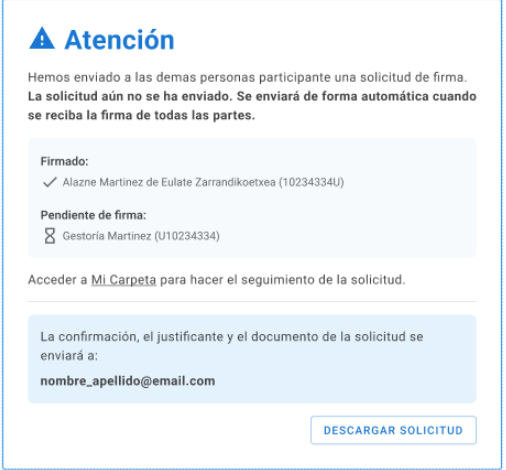 Atención
Hemos enviado a las demas personas participante una solicitud de firma.
La solicitud aún no se ha enviado. Se enviará de forma automática cuando
se reciba la firma de todas las partes.
Firmado:
Alazne Martinez de Eulate Zarrandikoetxea (10234334U)
Pendiente de firma:
Gestoría Martinez (U10234334)
Acceder a Mi Carpeta para hacer el seguimiento de la solicitud.
La confirmación, el justificante y el documento de la solicitud se
enviará a:
nombre_apellido@email.com
DESCARGAR SOLICITUD